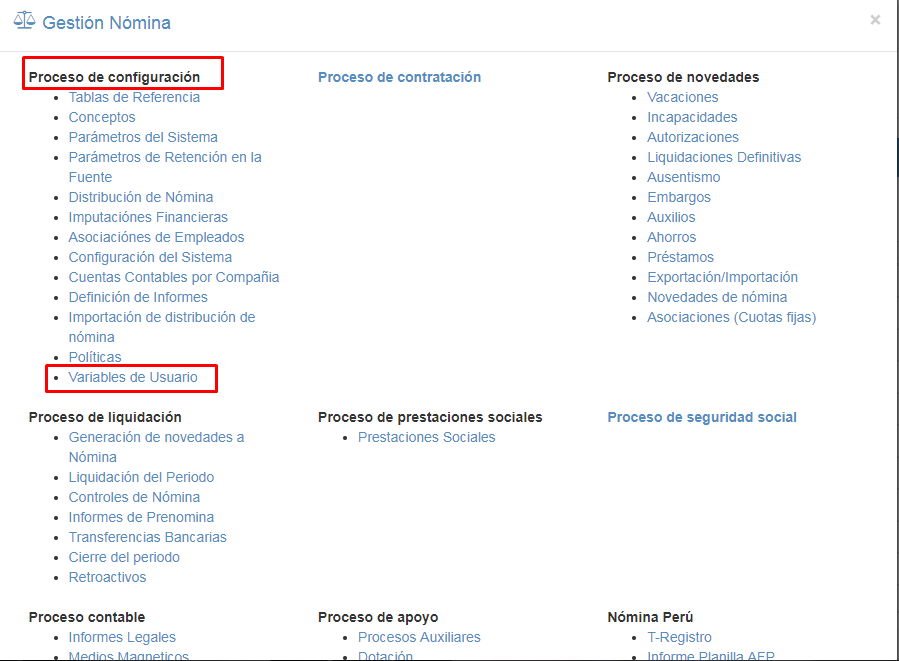 Gestión Nómina
×
Proceso de configuración
Tablas de Referencia
Conceptos
Parámetros del Sistema
Parámetros de Retención en la
Fuente
Distribución de Nómina
Imputaciónes Financieras
Asociaciónes de Empleados
Configuración del Sistema
Cuentas Contables por Compañia
Definición de Informes
Importación de distribución de
nómina
Políticas
Variables de Usuario
Proceso de contratación
Proceso de novedades
Vacaciones
Incapacidades
Autorizaciones
Liquidaciones Definitivas
Ausentismo
Embargos
Auxilios
Ahorros
Préstamos
Exportación/Importación
Novedades de nómina
Asociaciones (Cuotas fijas)
Proceso de liquidación
Generación de novedades a
Nómina
Liquidación del Periodo
Controles de Nómina
Informes de Prenomina
Transferencias Bancarias
Cierre del periodo
Retroactivos
Proceso de prestaciones sociales
Prestaciones Sociales
Proceso de seguridad social
Proceso contable
Informes Legales
Medios Magneticos
Proceso de apoyo
Procesos Auxiliares
Dotación
Nómina Perú
T-Registro
Informe Planilla AFP